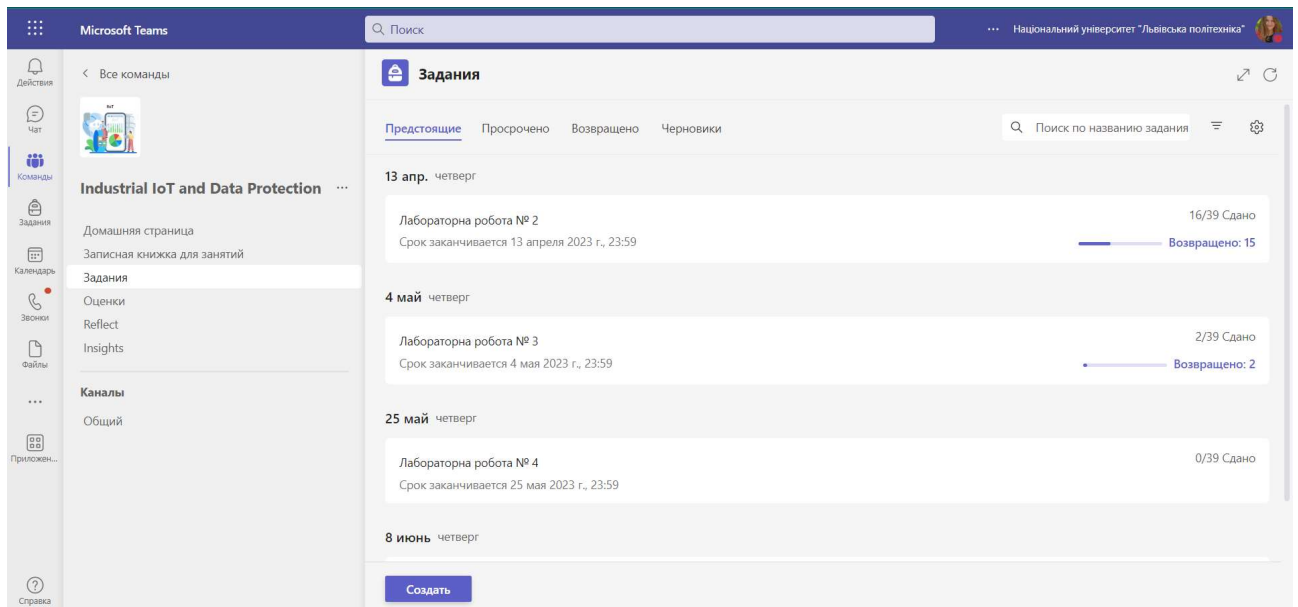 Microsoft Teams
Поиск
Національний університет "Львівська політехніка"
Действия
Чат
Команды
Задания
Календарь
Звонки
Файлы
Приложен...
Справка
Все команды
IoT
Industrial IoT and Data Protection
Домашняя страница
Записная книжка для занятий
Задания
Оценки
Reflect
Insights
Каналы
Общий
Задания
Предстоящие Просрочено Возвращено Черновики
Поиск по названию задания
13 апр. четверг
Лабораторна робота № 2
16/39 Сдано
Срок заканчивается 13 апреля 2023 г., 23:59
Возвращено: 15
4 май четверг
Лабораторна робота № 3
2/39 Сдано
Срок заканчивается 4 мая 2023 г., 23:59
Возвращено: 2
25 май четверг
Лабораторна робота № 4
0/39 Сдано
Срок заканчивается 25 мая 2023 г., 23:59
8 июнь четверг
Создать